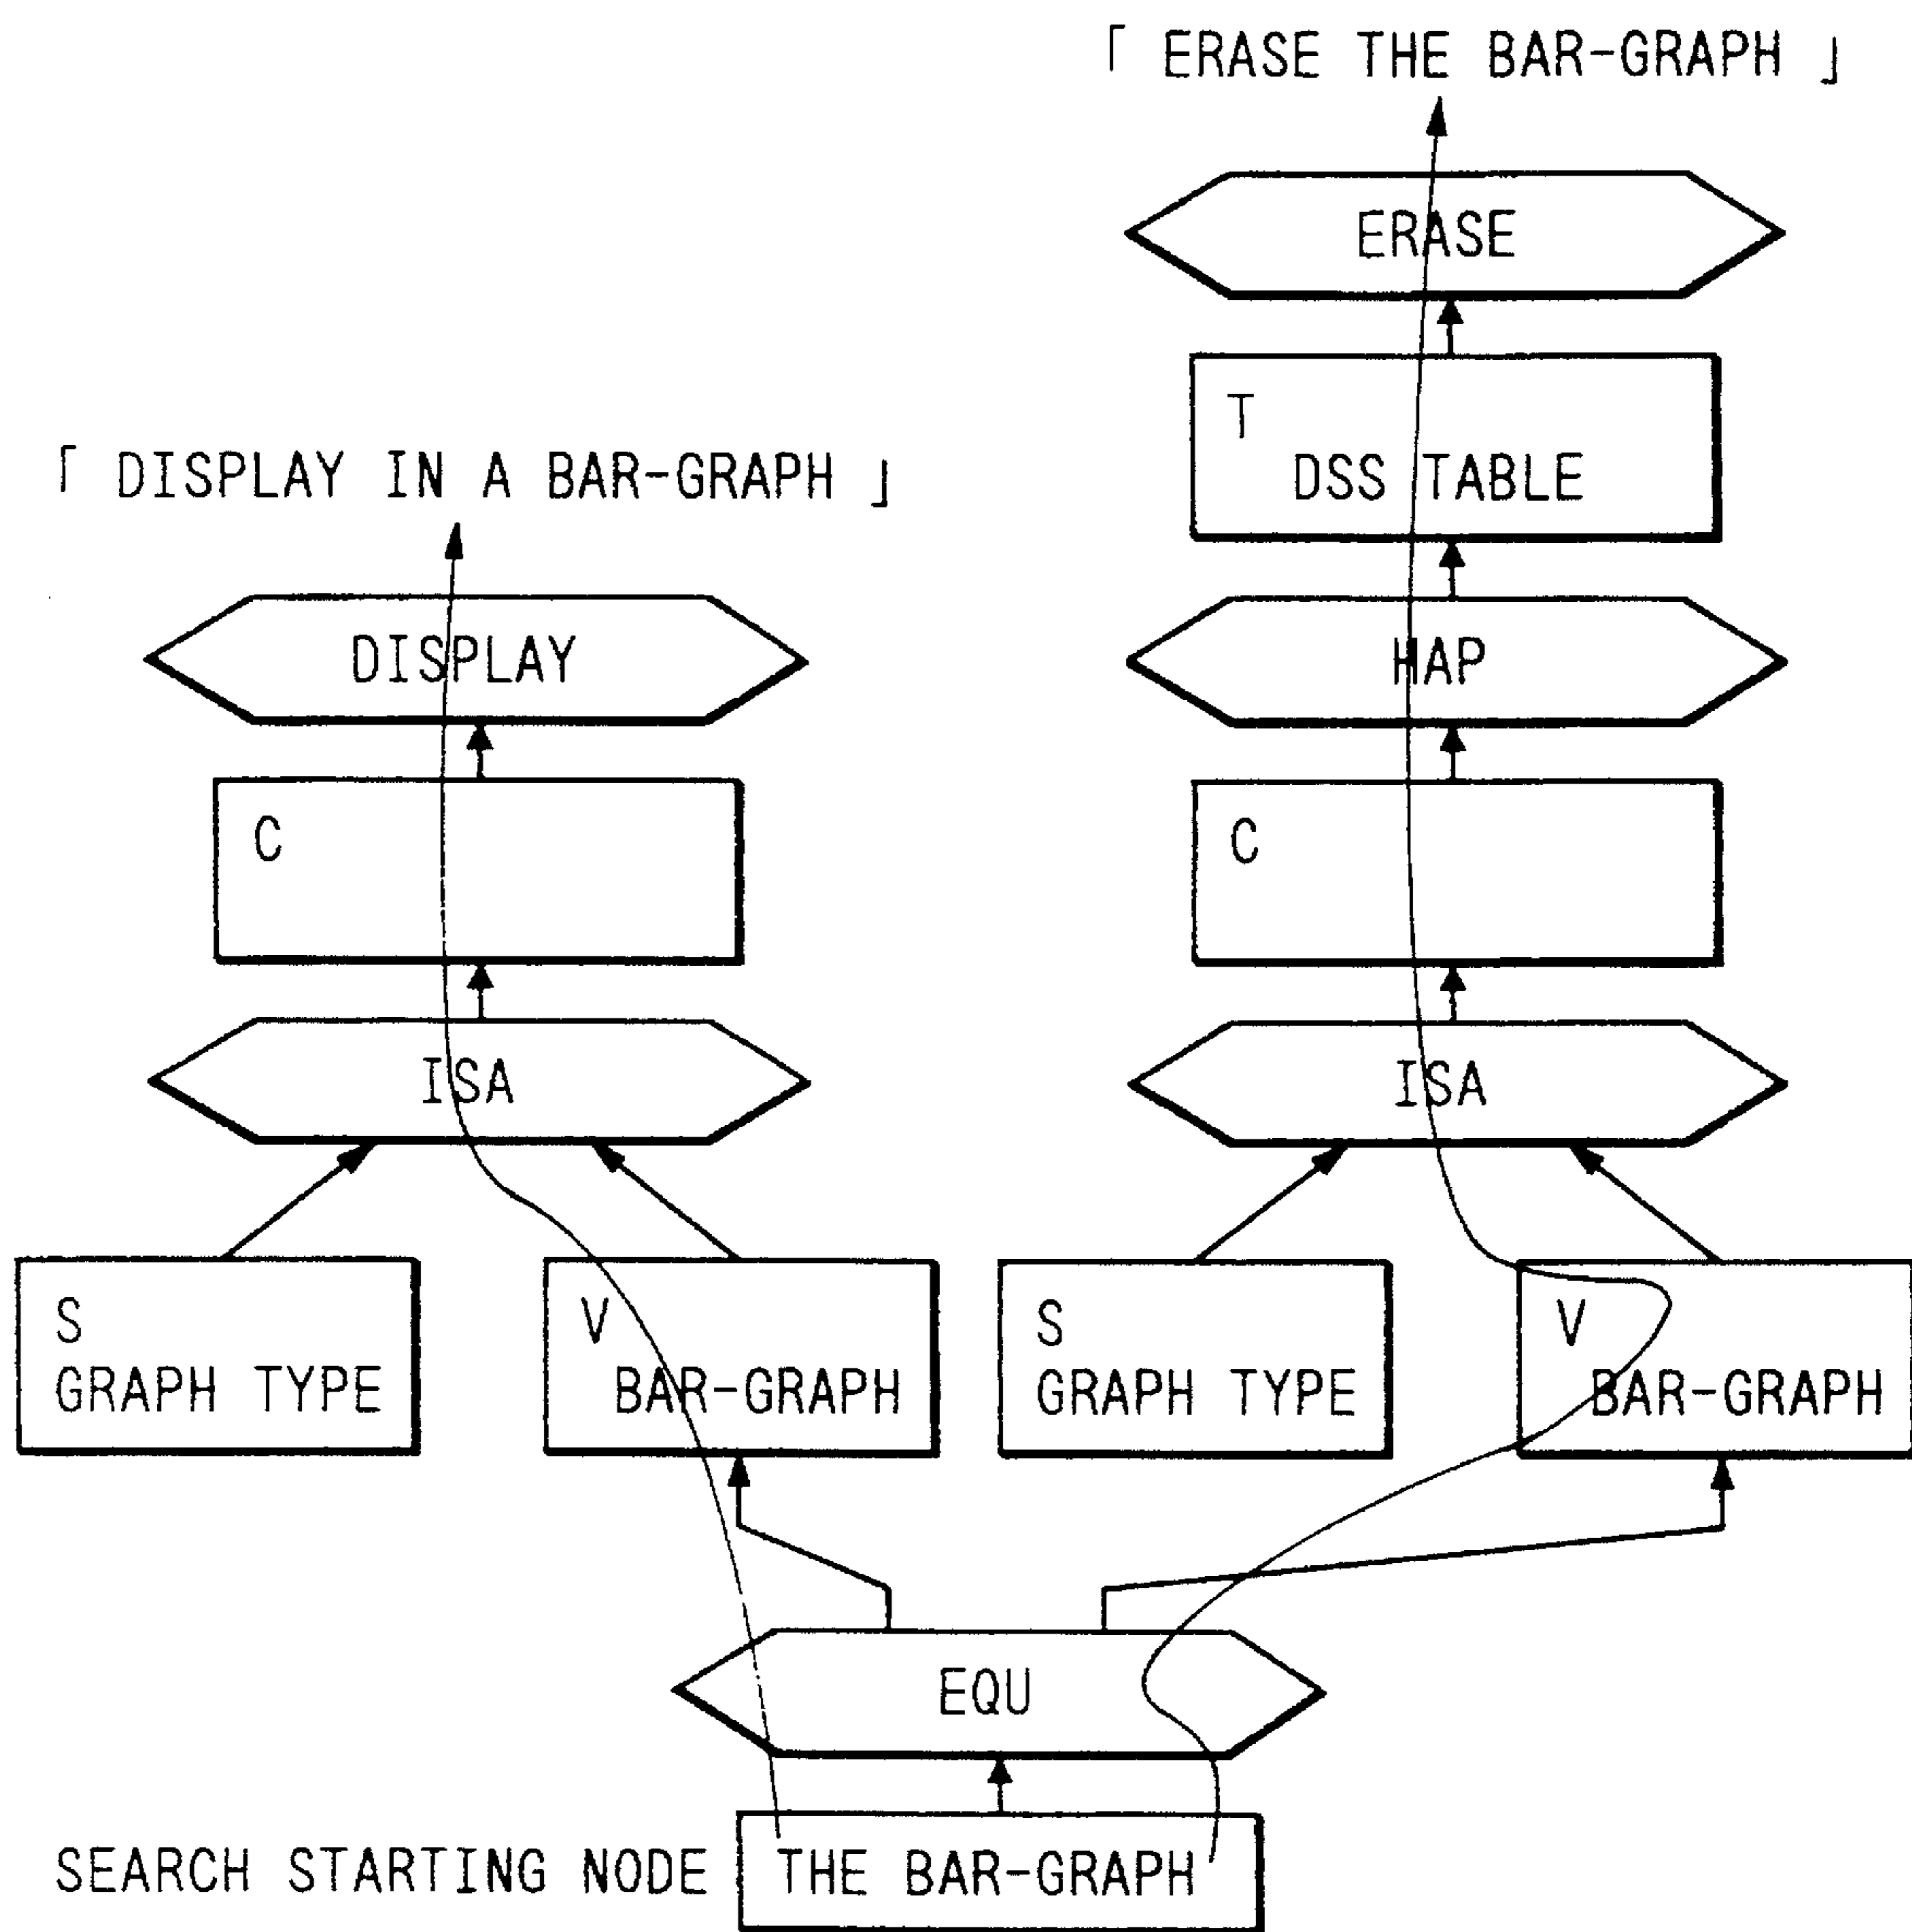 「 ERASE THE BAR-GRAPH 」
ERASE
T
DSS TABLE
「 DISPLAY IN A BAR-GRAPH 」
DISPLAY
HAP
C
C
ISA
ISA
S
GRAPH TYPE
V
BAR-GRAPH
S
GRAPH TYPE
V
BAR-GRAPH
EQU
SEARCH STARTING NODE
THE BAR-GRAPH